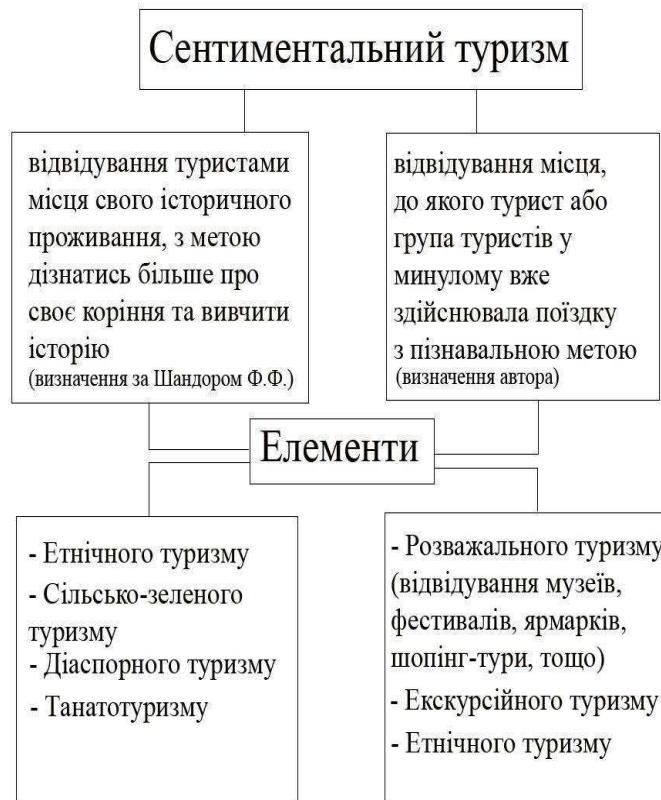 Сентиментальний туризм
відвідування туристами
місця свого історичного
проживання, з метою
дізнатись більше про
своє коріння та вивчити
історію
(визначення за Шандором Ф.Ф.)
відвідування місця,
до якого турист або
група туристів у
минулому вже
здійснювала поїздку
з пізнавальною метою
(визначення автора)
Елементи
- Етнічного туризму
- Сільсько-зеленого
туризму
- Діаспорного туризму
- Танатотуризму
- Розважального туризму
(відвідування музеїв,
фестивалів, ярмарків,
шопінг-тури, тощо)
- Екскурсійного туризму
- Етнічного туризму